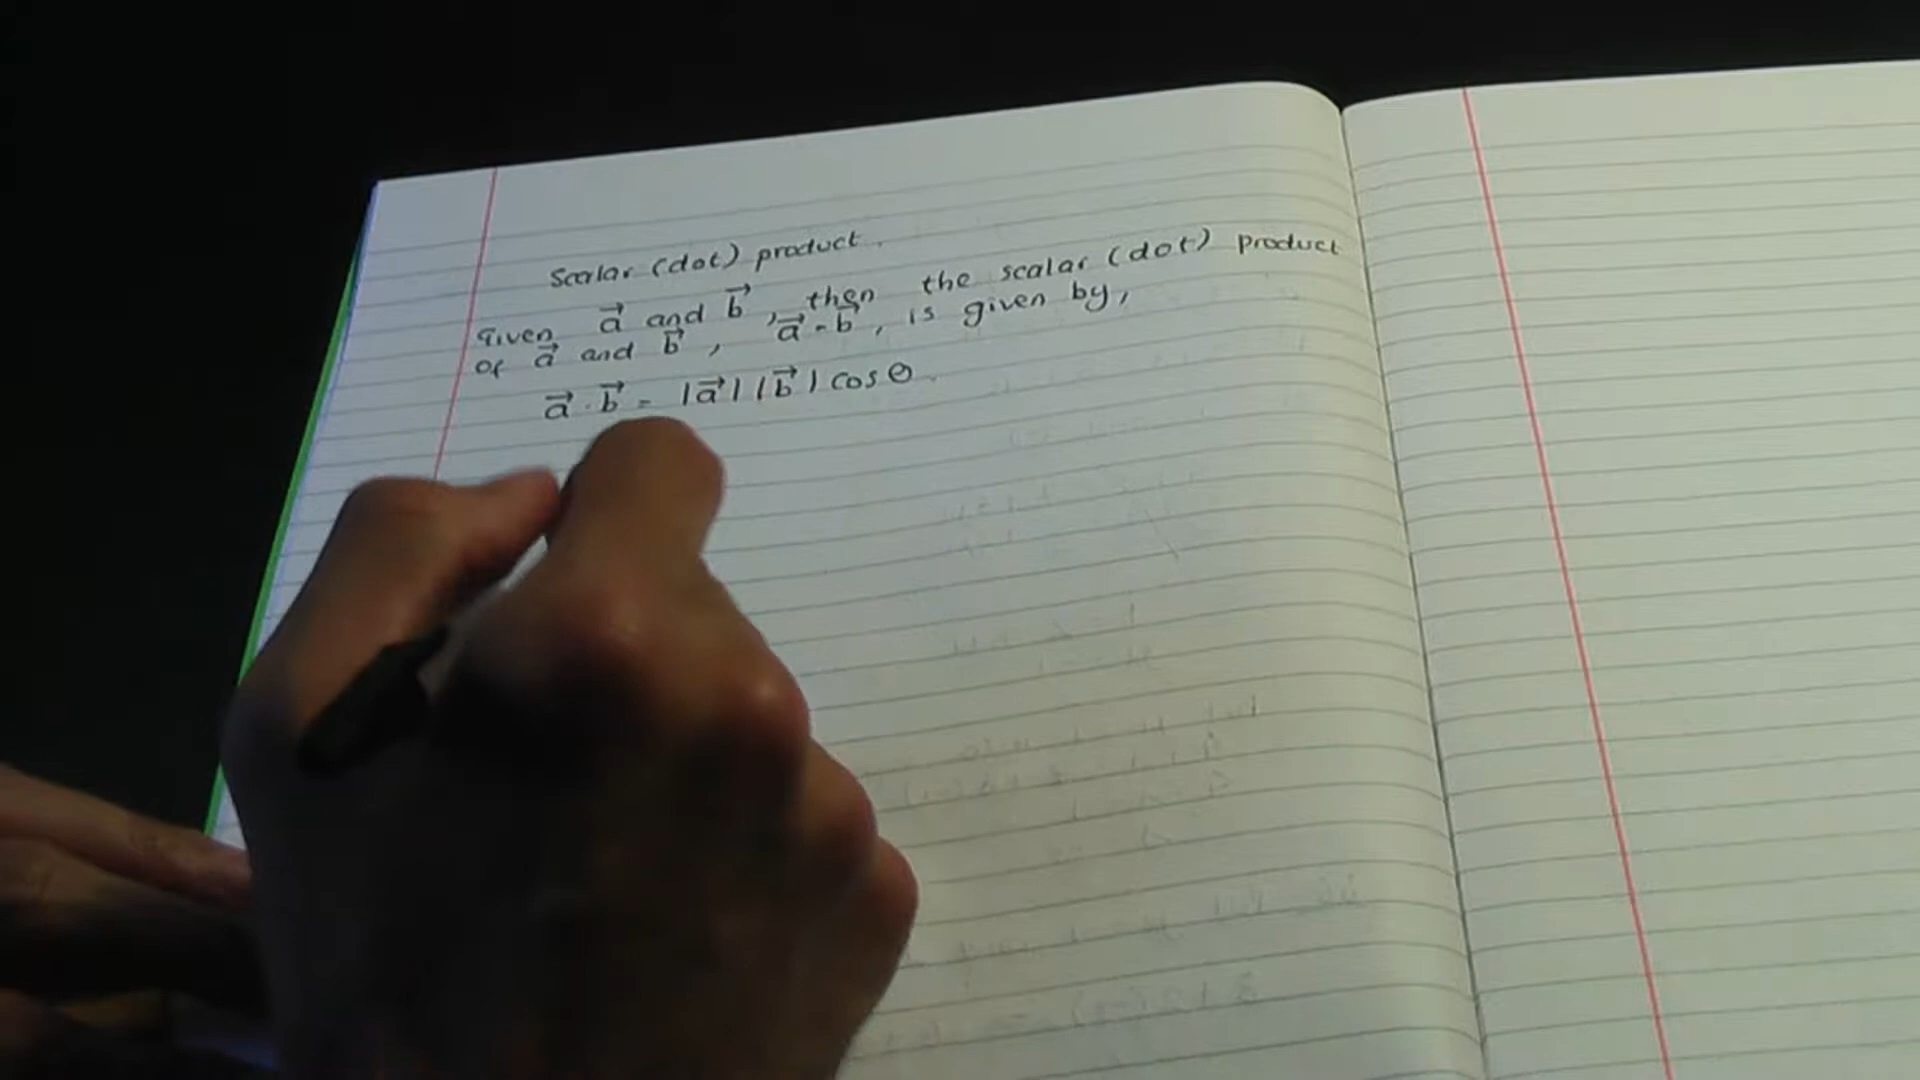 Scalar (dot) product.
Given a⃗ and b⃗, then the scalar (dot) product
of a⃗ and b⃗, a⃗ · b⃗, is given by,
a⃗ · b⃗ = |a⃗| |b⃗| cos θ.